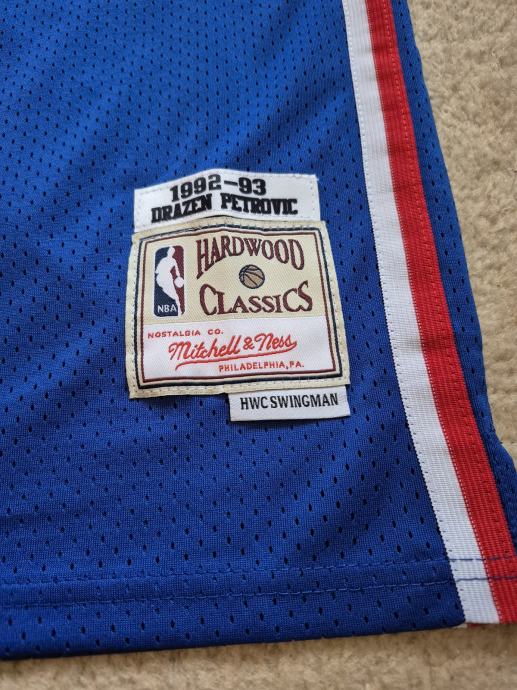 1992-93
DRAZEN PETROVIC
HARDWOOD
CLASSICS
NBA
NOSTALGIA CO.
Mitchell & Ness
PHILADELPHIA, PA.
HWC SWINGMAN